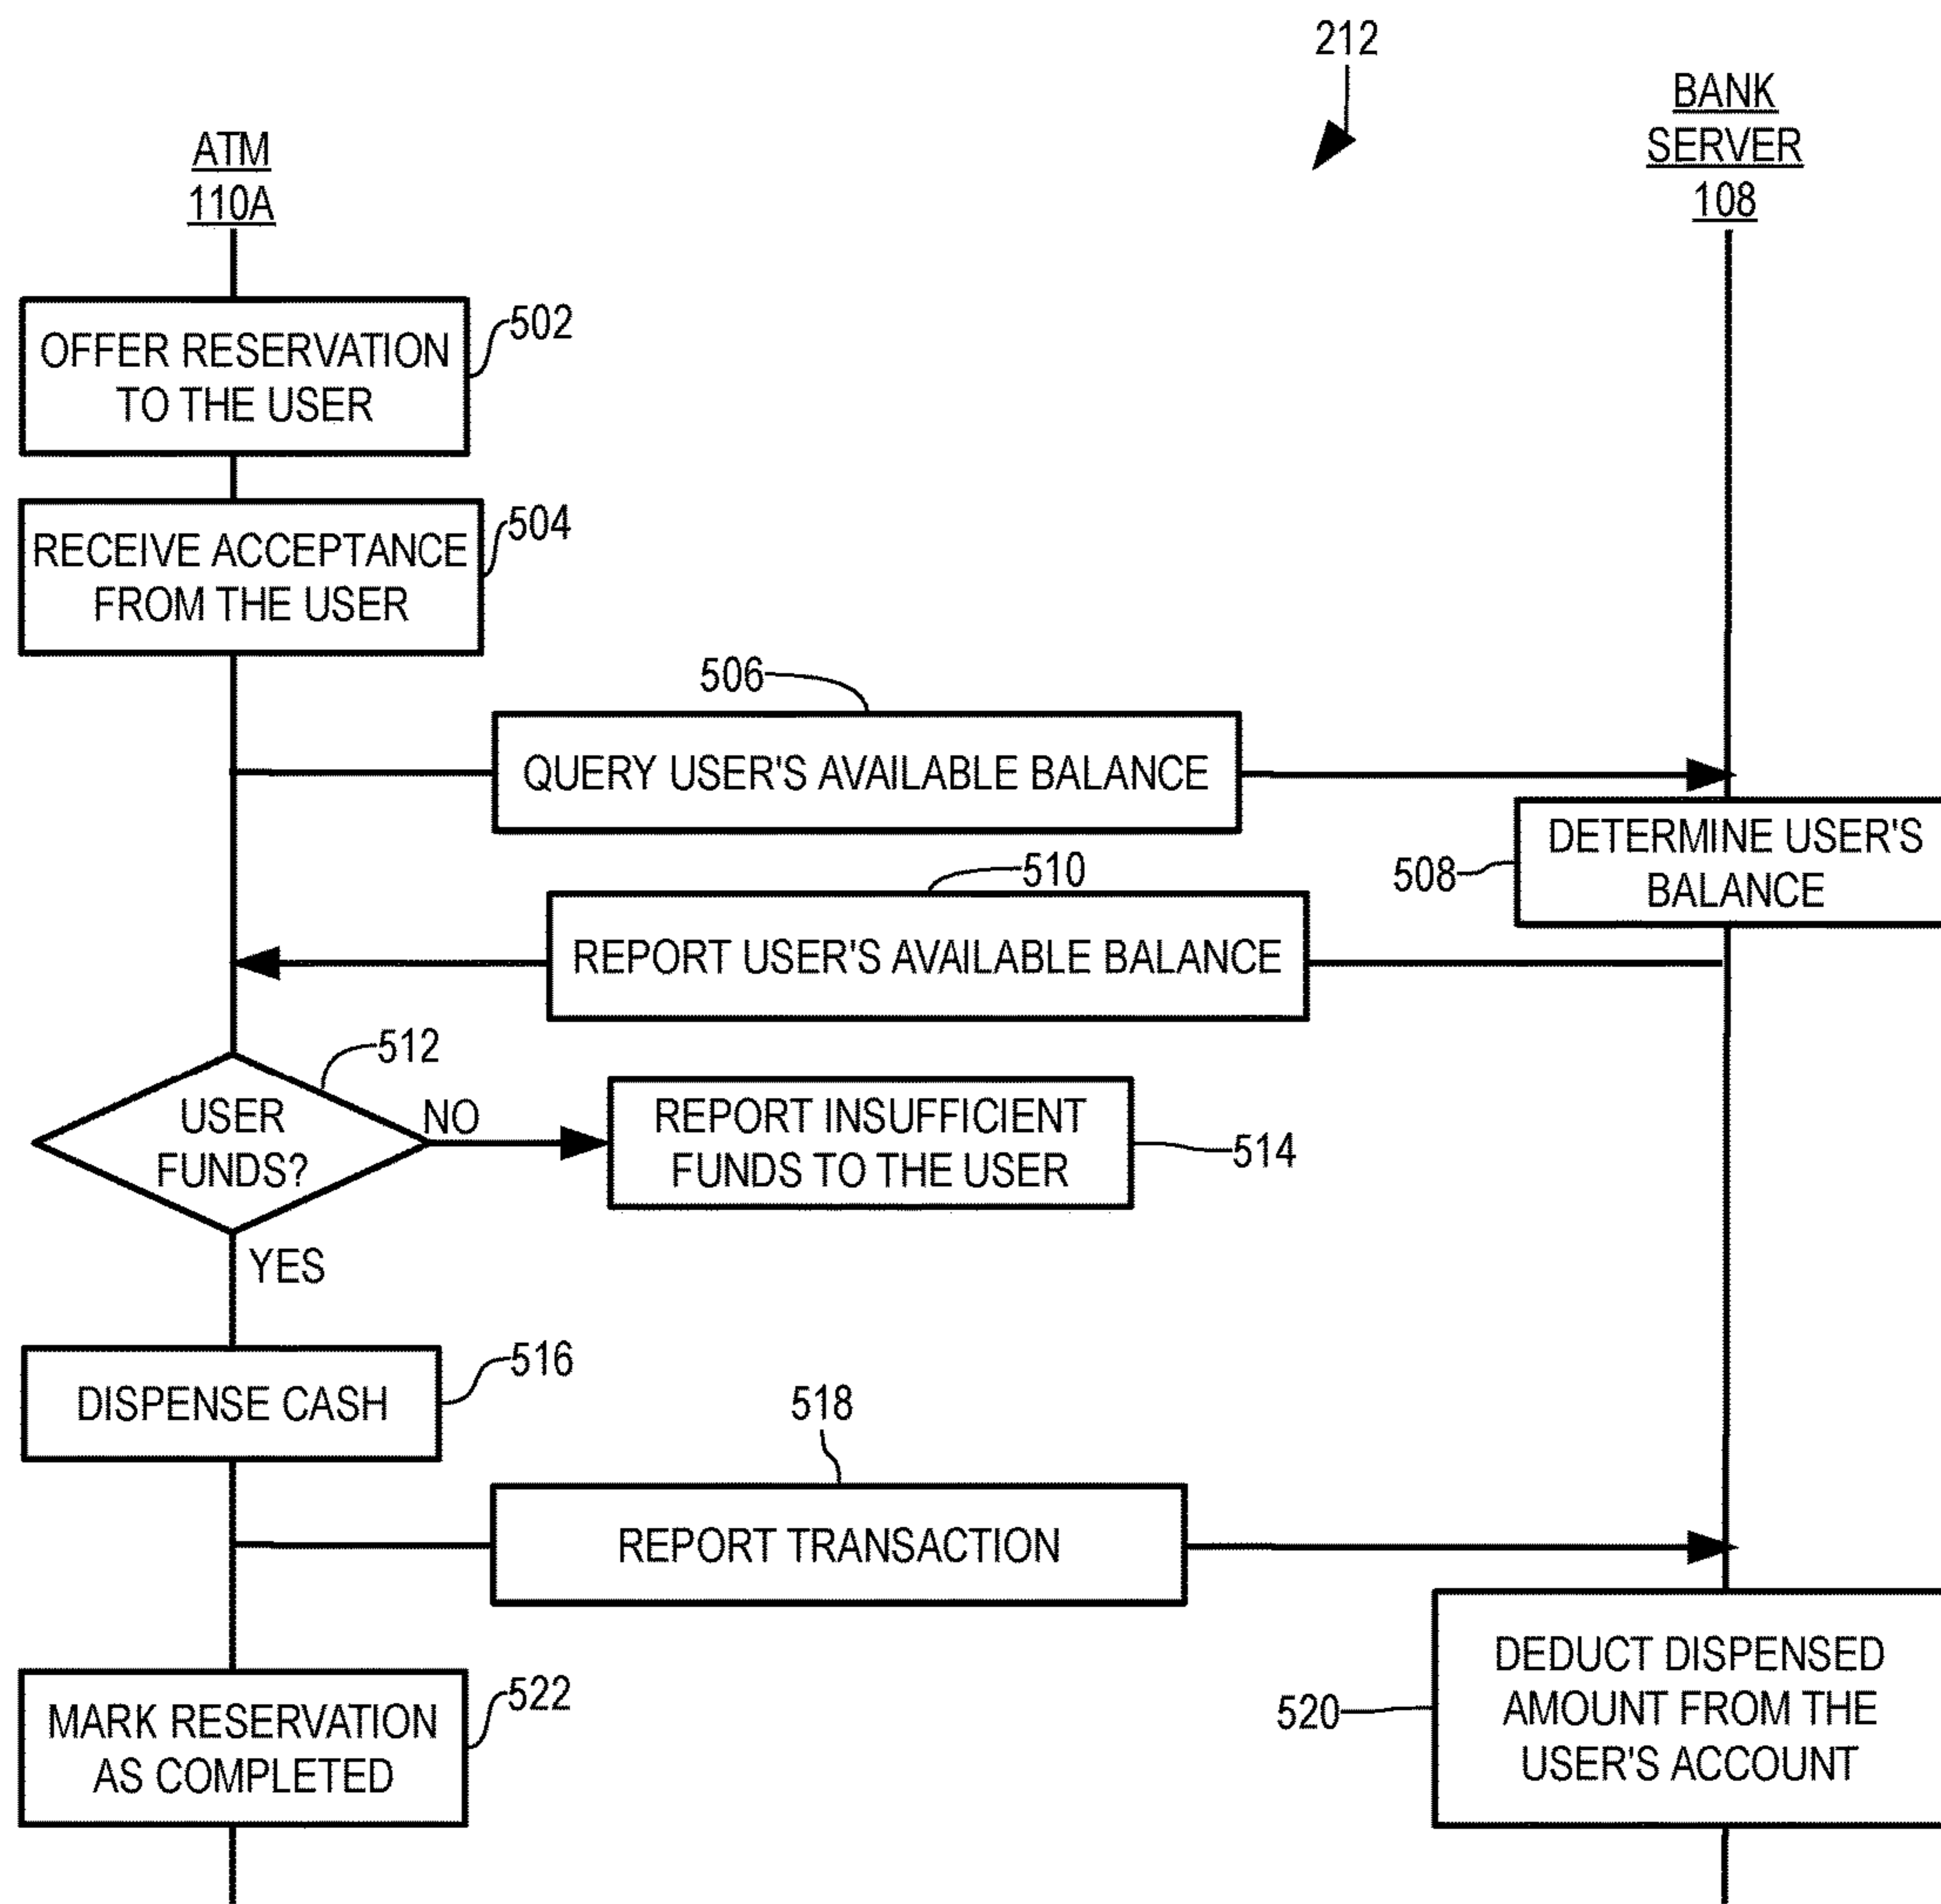 212
BANK
SERVER
108
ATM
110A
OFFER RESERVATION
TO THE USER
502
RECEIVE ACCEPTANCE
FROM THE USER
504
506
QUERY USER'S AVAILABLE BALANCE
DETERMINE USER'S
BALANCE
508
510
REPORT USER'S AVAILABLE BALANCE
512
USER
FUNDS?
NO
REPORT INSUFFICIENT
FUNDS TO THE USER
514
YES
DISPENSE CASH
516
518
REPORT TRANSACTION
DEDUCT DISPENSED
AMOUNT FROM THE
USER'S ACCOUNT
520
MARK RESERVATION
AS COMPLETED
522